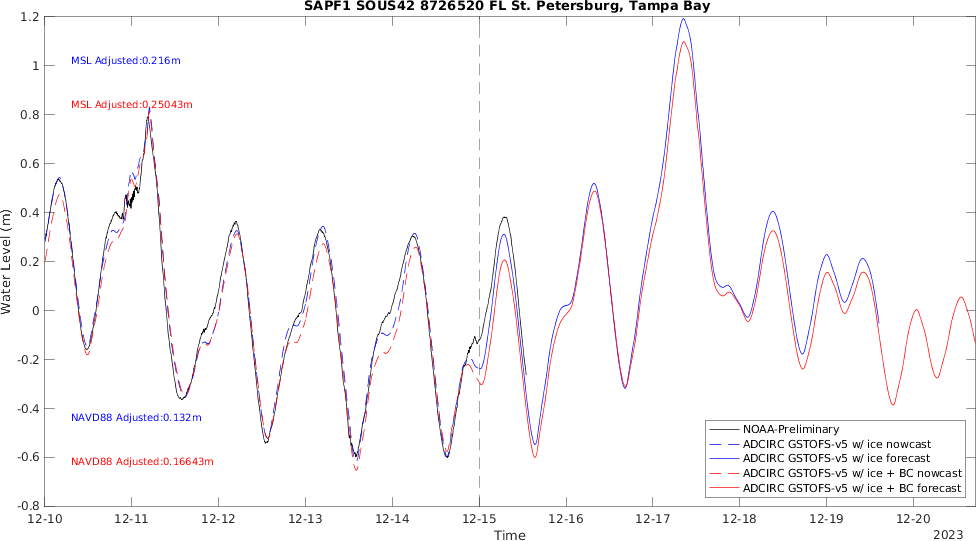 SAPF1 SOUS42 8726520 FL St. Petersburg, Tampa Bay
1.2
1
0.8
0.6
0.4
0.2
0
-0.2
-0.4
-0.6
-0.8
Water Level (m)
MSL Adjusted:0.216m
MSL Adjusted:0.25043m
NAVD88 Adjusted:0.132m
NAVD88 Adjusted:0.16643m
NOAA-Preliminary
ADCIRC GSTOFS-v5 w/ ice nowcast
ADCIRC GSTOFS-v5 w/ ice forecast
ADCIRC GSTOFS-v5 w/ ice + BC nowcast
ADCIRC GSTOFS-v5 w/ ice + BC forecast
12-10 12-11 12-12 12-13 12-14 12-15 12-16 12-17 12-18 12-19 12-20
Time
2023